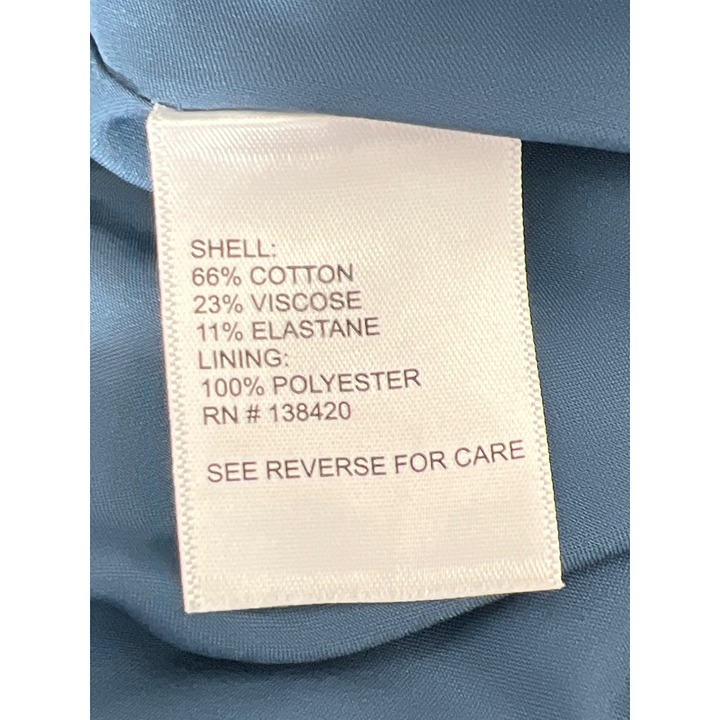 SHELL:
66% COTTON
23% VISCOSE
11% ELASTANE
LINING:
100% POLYESTER
RN # 138420
SEE REVERSE FOR CARE